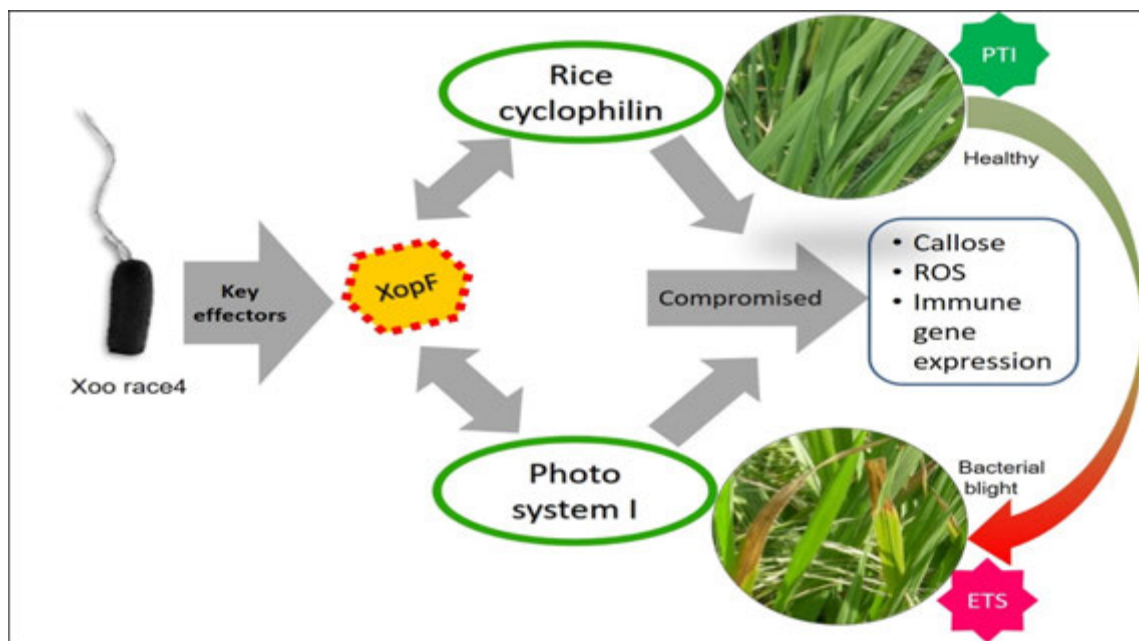 Rice
cyclophilin
PTI
Healthy
Key
effectors
XopF
Compromised
• Callose
• ROS
• Immune
gene
expression
Xoo race4
Photo
system I
Bacterial
blight
ETS